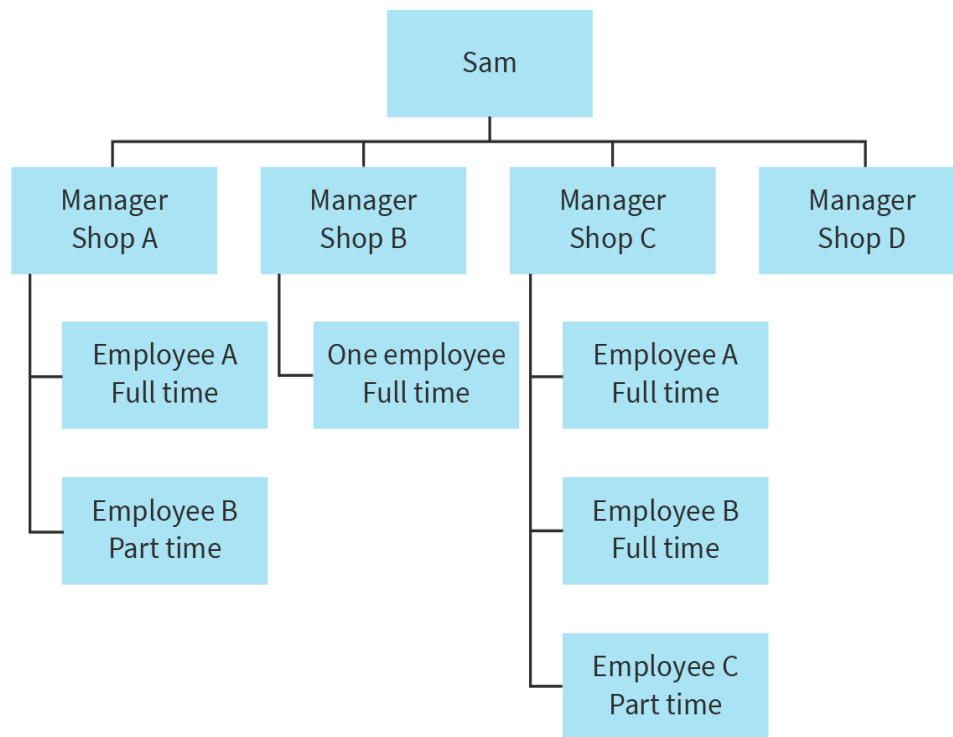 Sam
Manager
Shop A
Manager
Shop B
Manager
Shop C
Manager
Shop D
Employee A
Full time
One employee
Full time
Employee A
Full time
Employee B
Part time
Employee B
Full time
Employee C
Part time